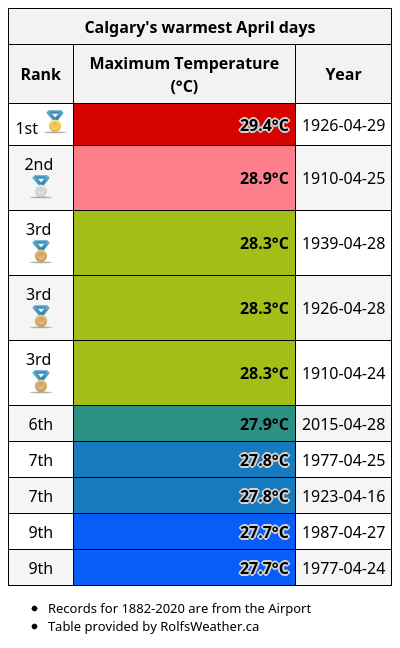 Calgary's warmest April days
Rank Maximum Temperature (°C) Year
1st 29.4°C 1926-04-29
2nd 28.9°C 1910-04-25
3rd 28.3°C 1939-04-28
3rd 28.3°C 1926-04-28
3rd 28.3°C 1910-04-24
6th 27.9°C 2015-04-28
7th 27.8°C 1977-04-25
7th 27.8°C 1923-04-16
9th 27.7°C 1987-04-27
9th 27.7°C 1977-04-24
Records for 1882-2020 are from the Airport
Table provided by RolfsWeather.ca